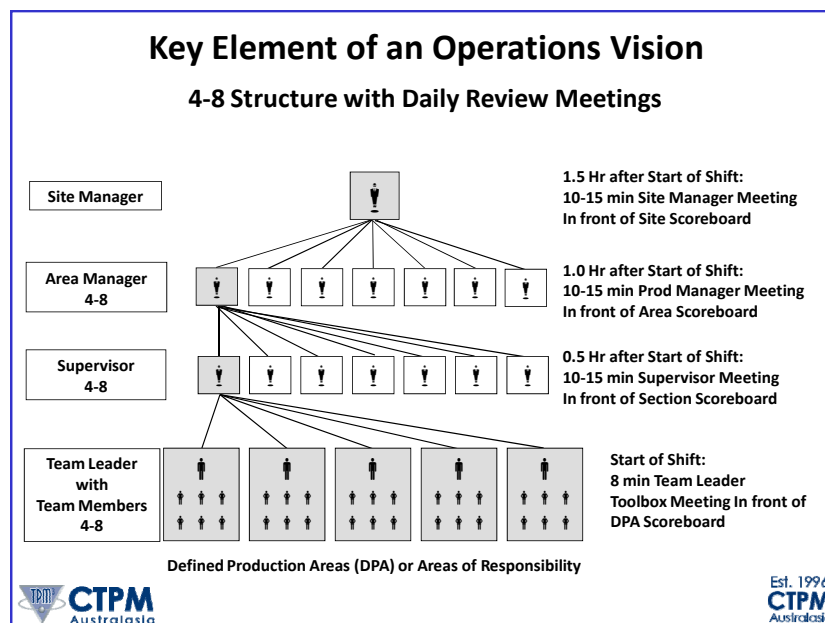 Key Element of an Operations Vision
4-8 Structure with Daily Review Meetings
Site Manager
1.5 Hr after Start of Shift:
10-15 min Site Manager Meeting
In front of Site Scoreboard
Area Manager
4-8
1.0 Hr after Start of Shift:
10-15 min Prod Manager Meeting
In front of Area Scoreboard
Supervisor
4-8
0.5 Hr after Start of Shift:
10-15 min Supervisor Meeting
In front of Section Scoreboard
Team Leader
with
Team Members
4-8
Start of Shift:
8 min Team Leader
Toolbox Meeting In front of
DPA Scoreboard
Defined Production Areas (DPA) or Areas of Responsibility
TPM3
CTPM
Australasia
Est. 1996
CTPM
Australasia